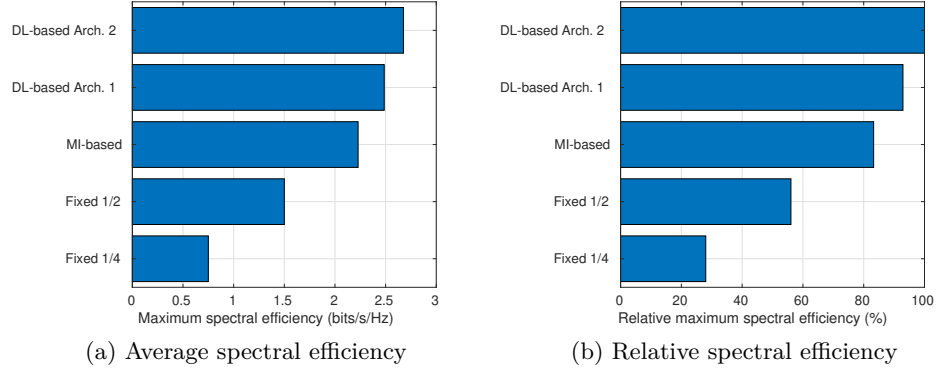 DL-based Arch. 2
DL-based Arch. 1
MI-based
Fixed 1/2
Fixed 1/4
0 0.5 1 1.5 2 2.5 3
Maximum spectral efficiency (bits/s/Hz)
(a) Average spectral efficiency
DL-based Arch. 2
DL-based Arch. 1
MI-based
Fixed 1/2
Fixed 1/4
0 20 40 60 80 100
Relative maximum spectral efficiency (%)
(b) Relative spectral efficiency